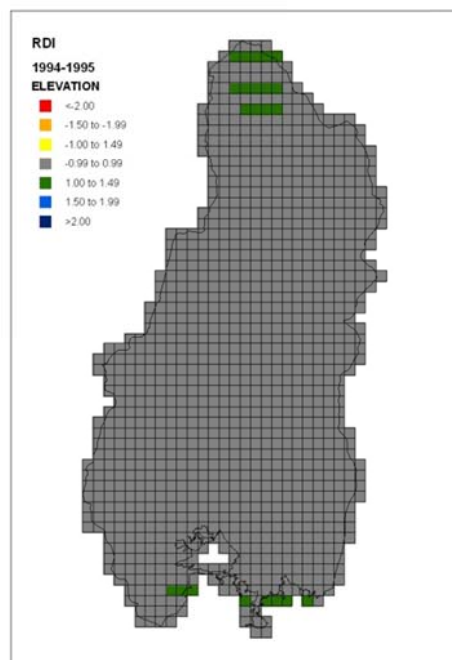 RDI
1994-1995
ELEVATION
<-2.00
-1.50 to -1.99
-1.00 to 1.49
-0.99 to 0.99
1.00 to 1.49
1.50 to 1.99
>2.00